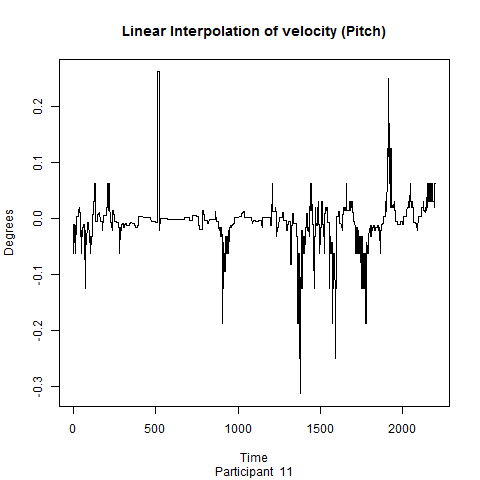 Linear Interpolation of velocity (Pitch)
0.2
0.1
0.0
-0.1
-0.2
-0.3
Degrees
0 500 1000 1500 2000
Time
Participant 11